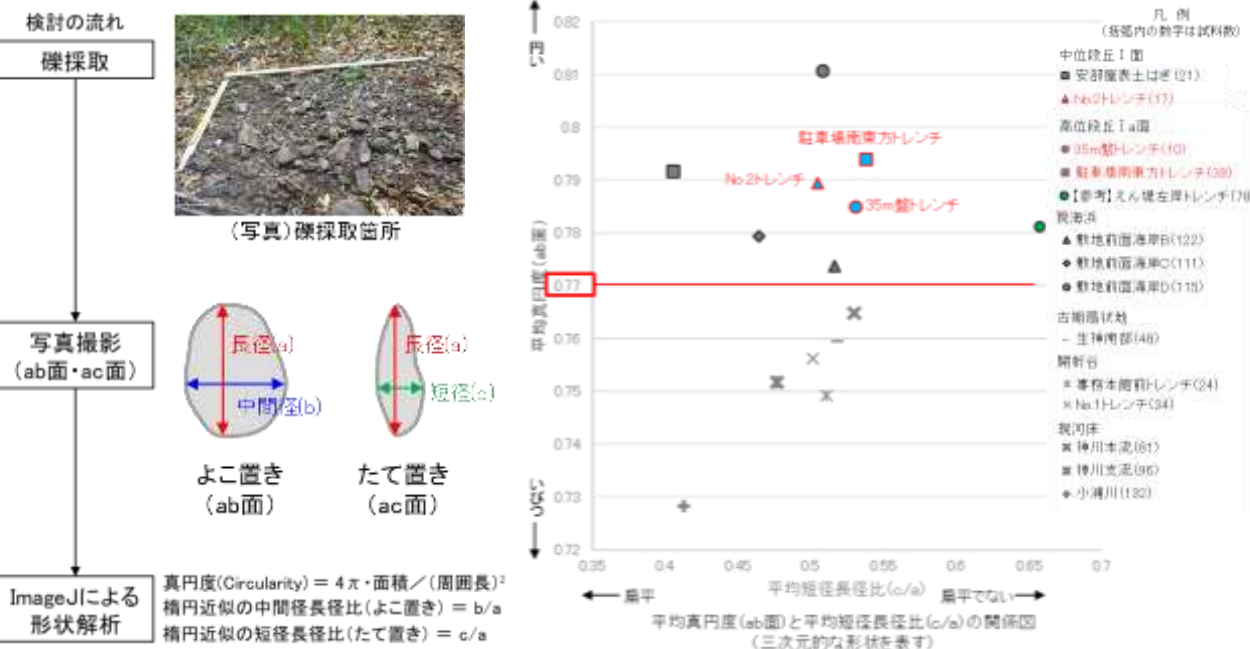 検討の流れ
礫採取
(写真)礫採取箇所
写真撮影
(ab面・ac面)
長径(a)
中間径(b)
長径(a)
短径(c)
よこ置き
(ab面)
たて置き
(ac面)
ImageJによる
形状解析
真円度(Circularity) = 4π・面積/(周囲長)²
楕円近似の中間径長径比(よこ置き) = b/a
楕円近似の短径長径比(たて置き) = c/a
平均真円度(ab面)
0.82
0.81
0.8
0.79
0.78
0.77
0.76
0.75
0.74
0.73
0.72
0.35
0.4
0.45
0.5
0.55
0.6
0.65
0.7
駐車場南東方トレンチ
No.2トレンチ
35m盤トレンチ
平均短径長径比(c/a)
扁平
扁平でない
平均真円度(ab面)と平均短径長径比(c/a)の関係図
(三次元的な形状を表す)
凡 例
(括弧内の数字は試料数)
中位段丘Ⅰ面
安部屋表土はぎ(21)
No.2トレンチ(17)
高位段丘Ⅰa面
35m盤トレンチ(10)
駐車場南東方トレンチ(38)
【参考】えん堤左岸トレンチ(78
現海浜
敷地前面海岸B(122)
敷地前面海岸C(111)
敷地前面海岸D(115)
古期扇状地
生神南部(48)
開析谷
事務本館前トレンチ(24)
No.1トレンチ(34)
現河床
神川本流(81)
神川支流(96)
小浦川(132)